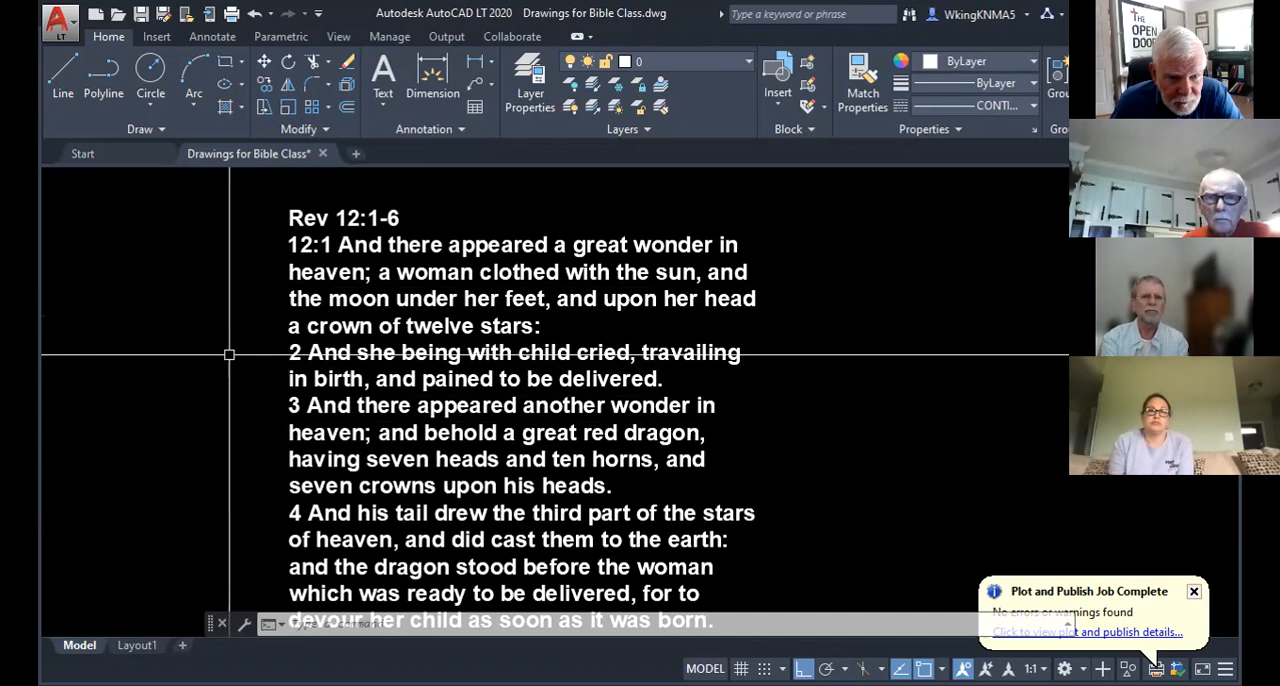 Autodesk AutoCAD LT 2020 Drawings for Bible Class.dwg
Type a keyword or phrase
WkingKNMA5
LT
Home Insert Annotate Parametric View Manage Output Collaborate
Line Polyline Circle Arc
Draw
Modify
Text Dimension
Annotation
Layer Properties
0
Layers
Insert
Block
Match Properties
ByLayer
ByLayer
CONTI...
Properties
Start
Drawings for Bible Class*
Rev 12:1-6
12:1 And there appeared a great wonder in
heaven; a woman clothed with the sun, and
the moon under her feet, and upon her head
a crown of twelve stars:
2 And she being with child cried, travailing
in birth, and pained to be delivered.
3 And there appeared another wonder in
heaven; and behold a great red dragon,
having seven heads and ten horns, and
seven crowns upon his heads.
4 And his tail drew the third part of the stars
of heaven, and did cast them to the earth:
and the dragon stood before the woman
which was ready to be delivered, for to
devour her child as soon as it was born.
THE OPEN DOOR
Plot and Publish Job Complete
No errors or warnings found
Click to view plot and publish details...
Model Layout1
MODEL
1:1